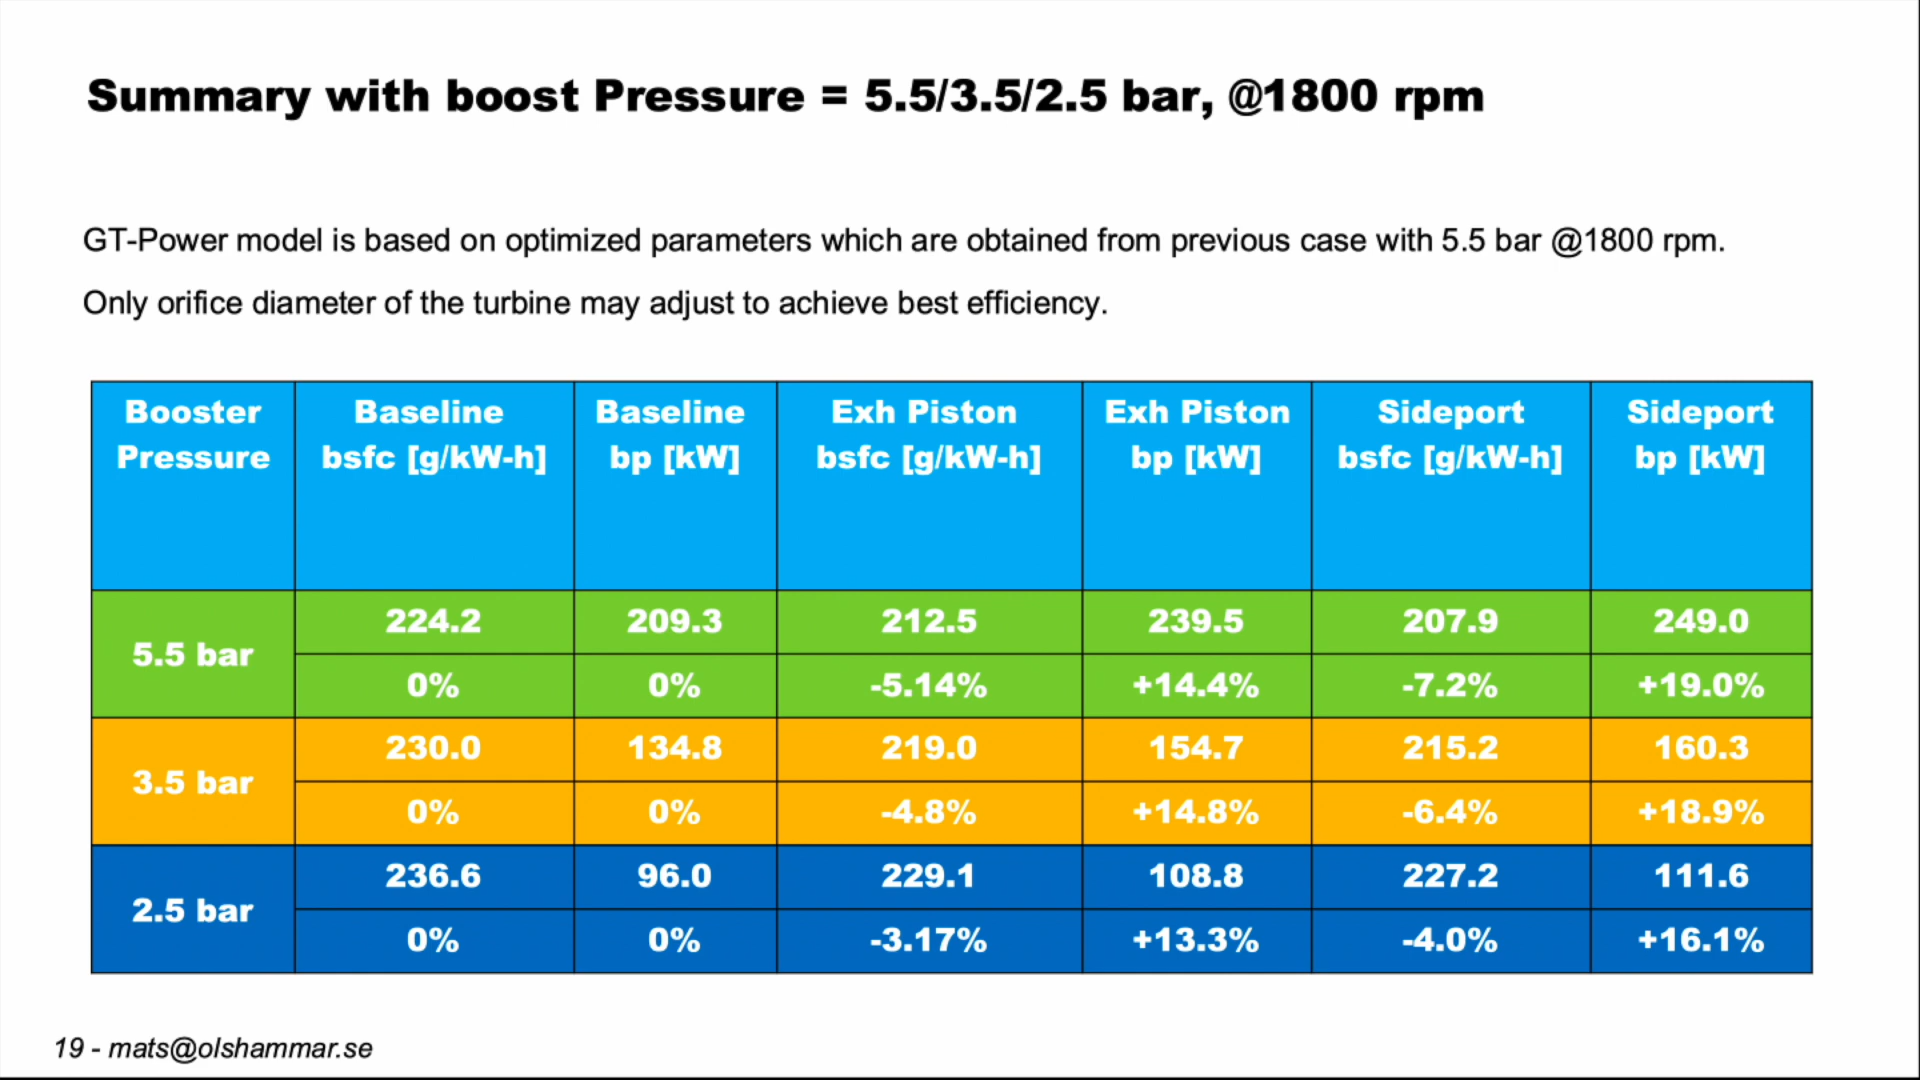 Summary with boost Pressure = 5.5/3.5/2.5 bar, @1800 rpm
GT-Power model is based on optimized parameters which are obtained from previous case with 5.5 bar @1800 rpm.
Only orifice diameter of the turbine may adjust to achieve best efficiency.
Booster Pressure | Baseline bsfc [g/kW-h] | Baseline bp [kW] | Exh Piston bsfc [g/kW-h] | Exh Piston bp [kW] | Sideport bsfc [g/kW-h] | Sideport bp [kW]
5.5 bar | 224.2 | 209.3 | 212.5 | 239.5 | 207.9 | 249.0
0% | 0% | -5.14% | +14.4% | -7.2% | +19.0%
3.5 bar | 230.0 | 134.8 | 219.0 | 154.7 | 215.2 | 160.3
0% | 0% | -4.8% | +14.8% | -6.4% | +18.9%
2.5 bar | 236.6 | 96.0 | 229.1 | 108.8 | 227.2 | 111.6
0% | 0% | -3.17% | +13.3% | -4.0% | +16.1%
19 - mats@olshammar.se